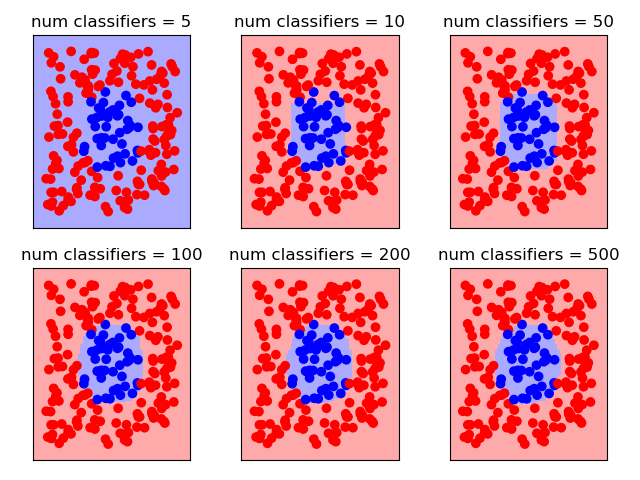 num classifiers = 5
num classifiers = 10
num classifiers = 50
num classifiers = 100
num classifiers = 200
num classifiers = 500